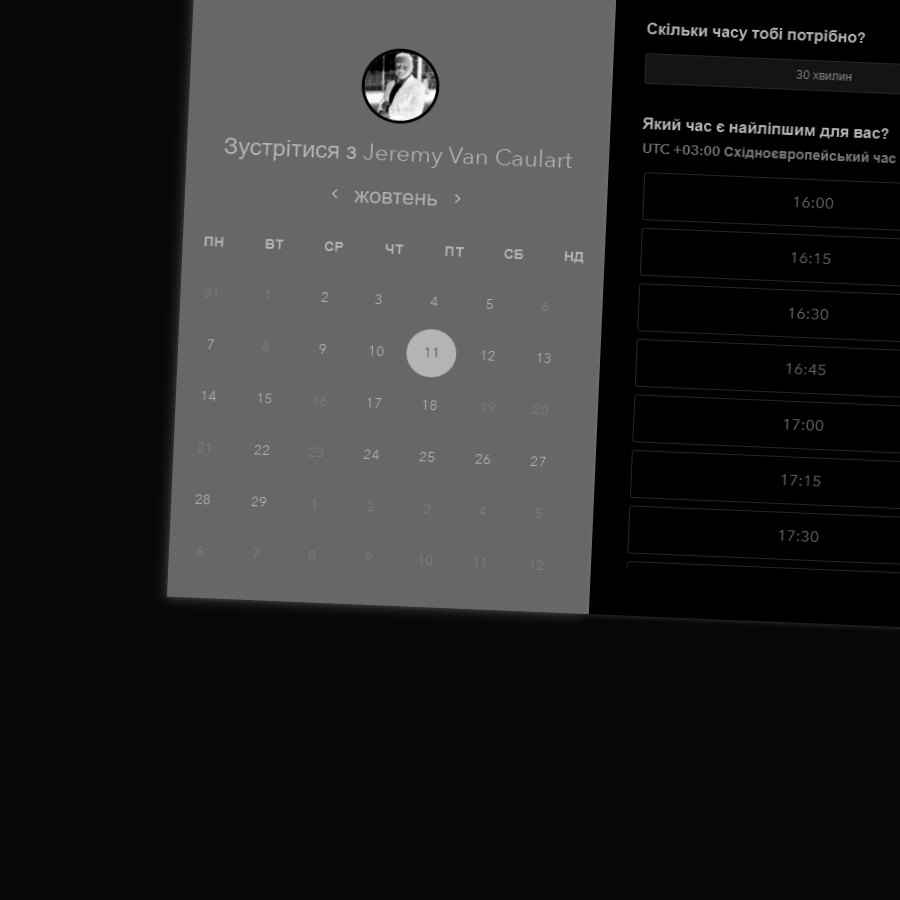 Зустрітися з Jeremy Van Caulart
жовтень
ПН ВТ СР ЧТ ПТ СБ НД
31 1 2 3 4 5 6
7 8 9 10 11 12 13
14 15 16 17 18 19 20
21 22 23 24 25 26 27
28 29 1 2 3 4 5
6 7 8 9 10 11 12
Скільки часу тобі потрібно?
30 хвилин
Який час є найліпшим для вас?
UTC +03:00 Східноєвропейський час
16:00
16:15
16:30
16:45
17:00
17:15
17:30